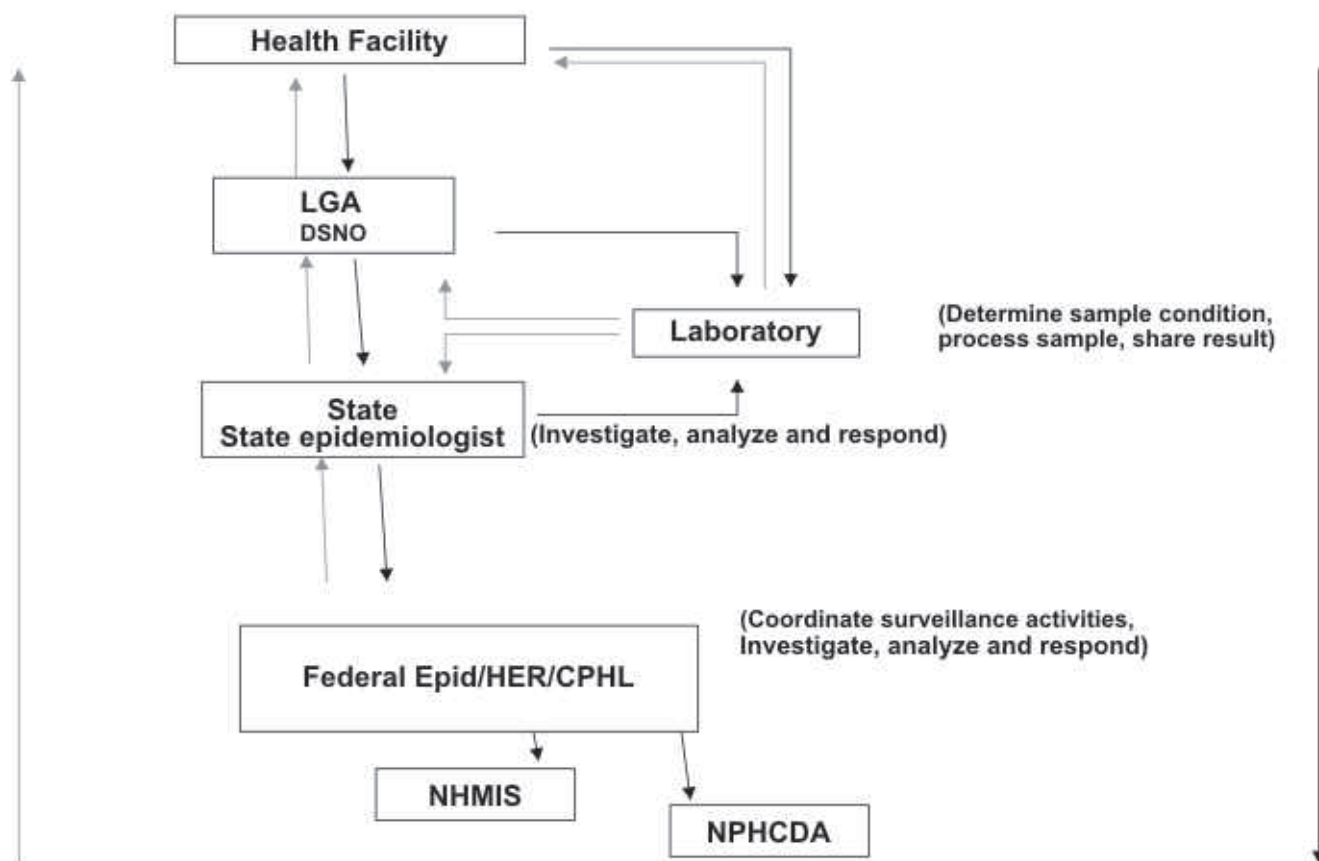 Health Facility
LGA
DSNO
Laboratory
(Determine sample condition,
process sample, share result)
State
State epidemiologist
(Investigate, analyze and respond)
(Coordinate surveillance activities,
Investigate, analyze and respond)
Federal Epid/HER/CPHL
NHMIS
NPHCDA